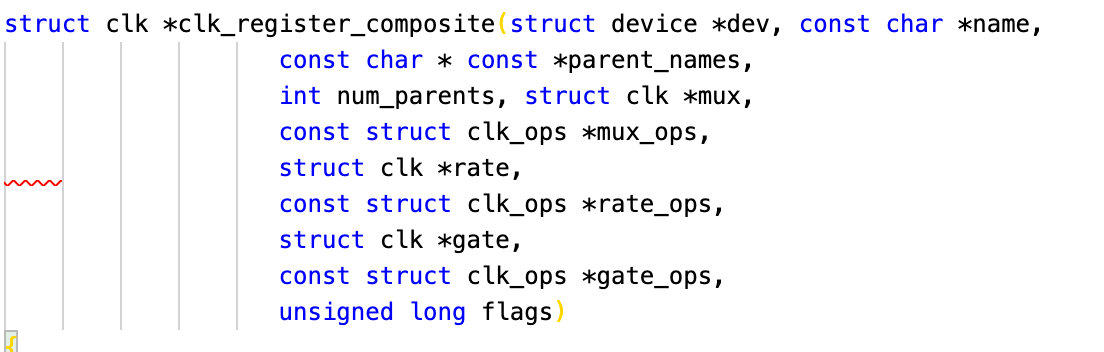 struct clk *clk_register_composite(struct device *dev, const char *name,
const char * const *parent_names,
int num_parents, struct clk *mux,
const struct clk_ops *mux_ops,
struct clk *rate,
const struct clk_ops *rate_ops,
struct clk *gate,
const struct clk_ops *gate_ops,
unsigned long flags)
{